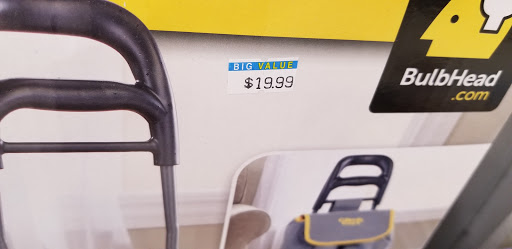 BIG VALUE
$19.99
BulbHead
.com